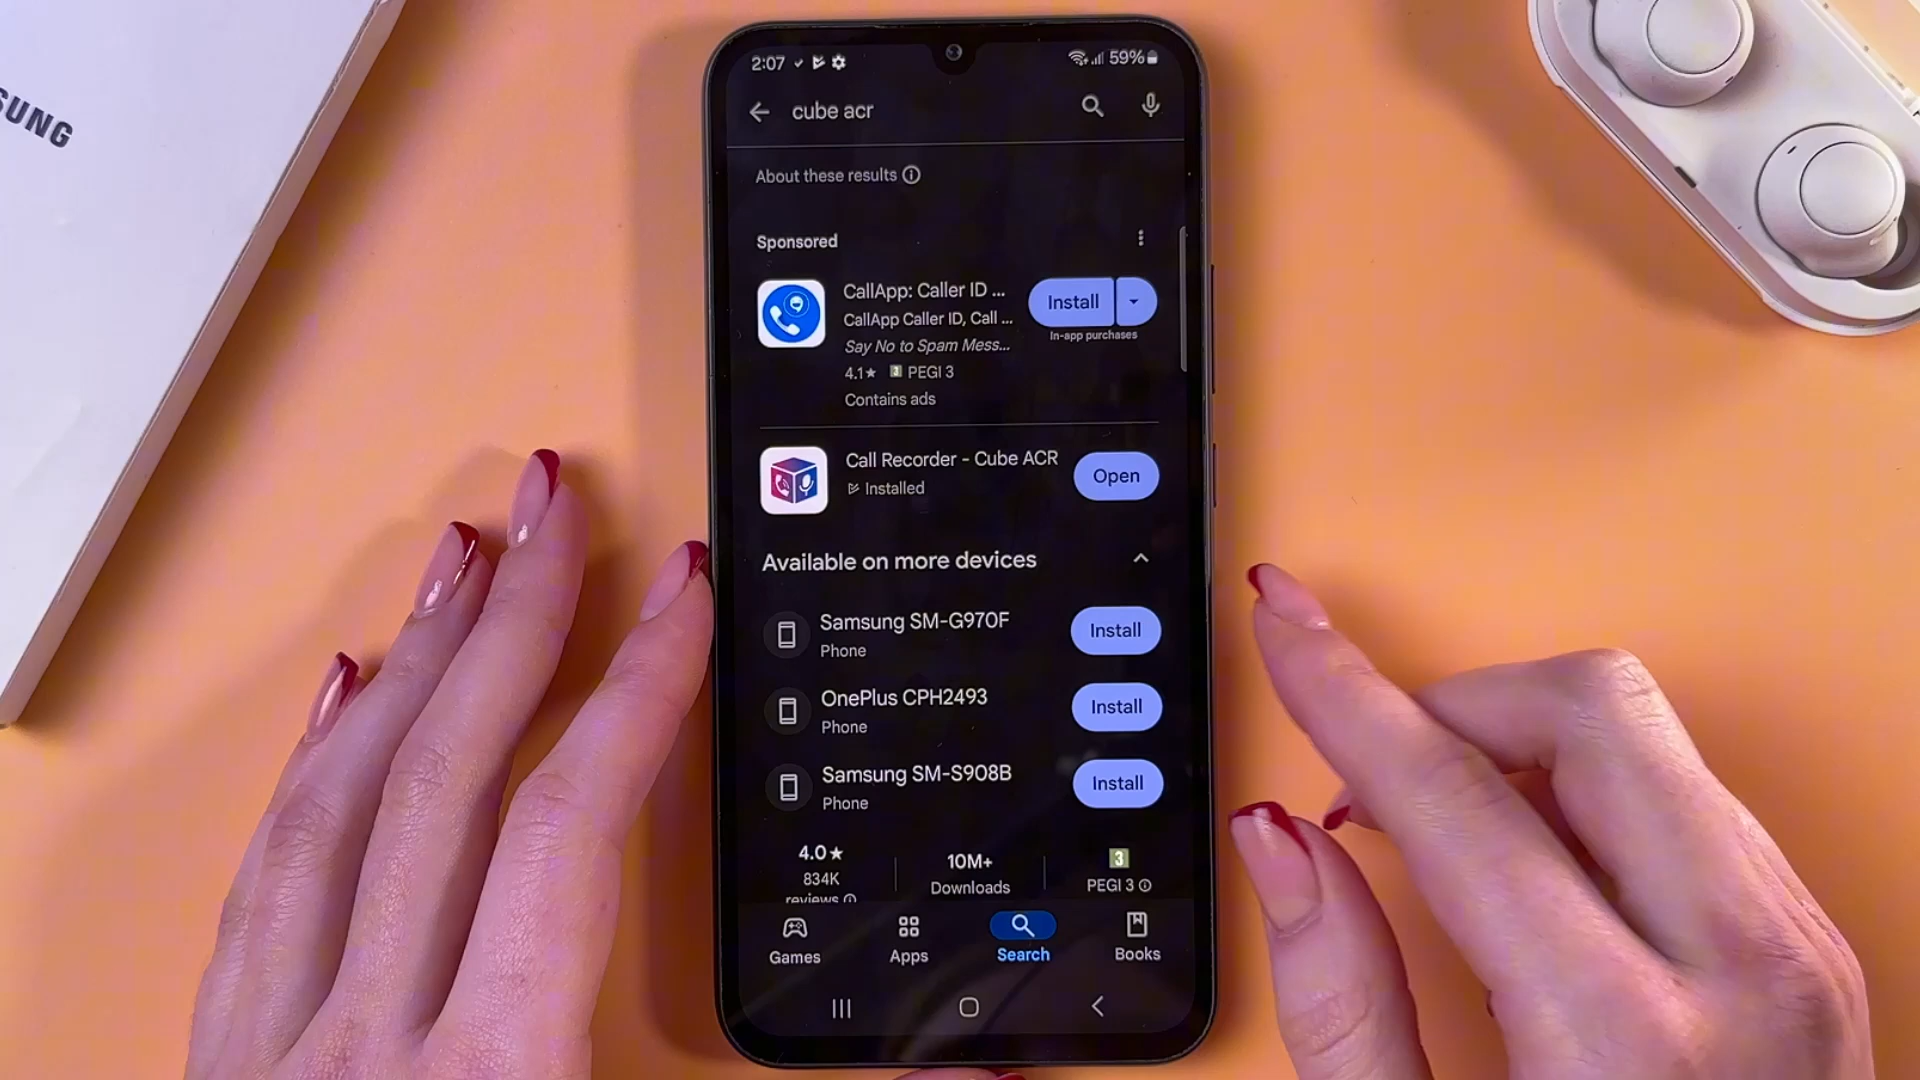 SUNG
2:07
59%
cube acr
About these results
Sponsored
CallApp: Caller ID ...
CallApp Caller ID, Call ...
Say No to Spam Mess...
4.1★ 3 PEGI 3
Contains ads
Install
In-app purchases
Call Recorder - Cube ACR
Installed
Open
Available on more devices
Samsung SM-G970F
Phone
Install
OnePlus CPH2493
Phone
Install
Samsung SM-S908B
Phone
Install
4.0★
834K
reviews
10M+
Downloads
3
PEGI 3
Games
Apps
Search
Books